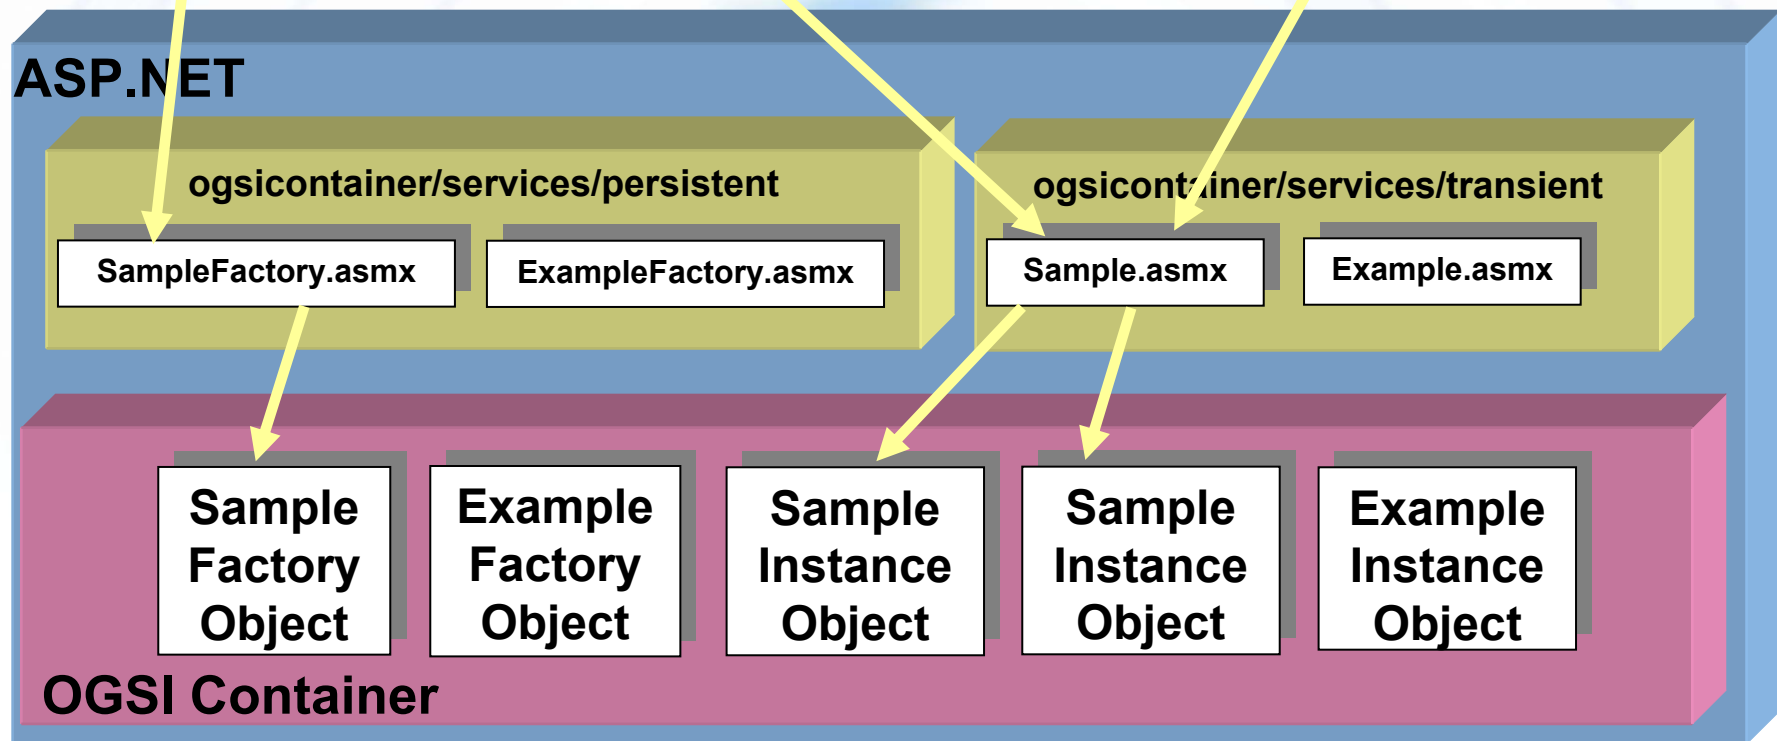 ASP.NET
ogsicontainer/services/persistent
ogsicontainer/services/transient
SampleFactory.asmx
ExampleFactory.asmx
Sample.asmx
Example.asmx
Sample
Factory
Object
Example
Factory
Object
Sample
Instance
Object
Sample
Instance
Object
Example
Instance
Object
OGSI Container